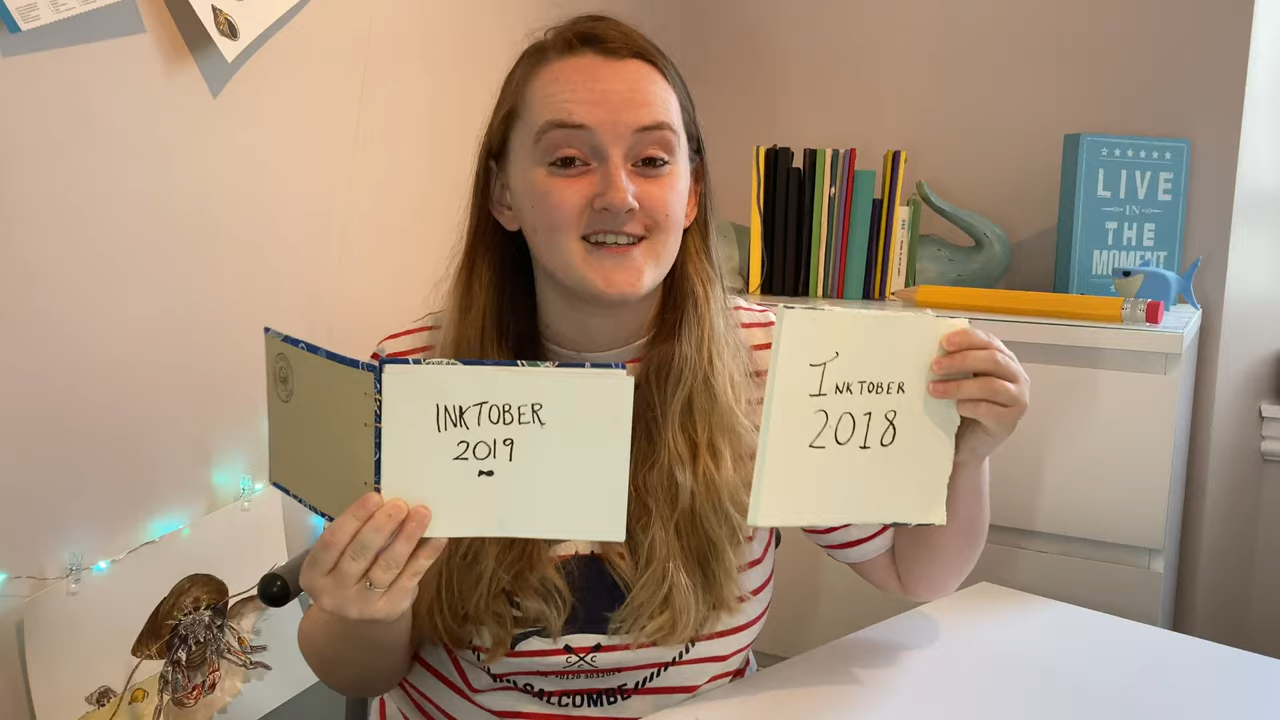 LIVE
IN
THE
MOMENT
INKTOBER
2019
INKTOBER
2018
SALCOMBE